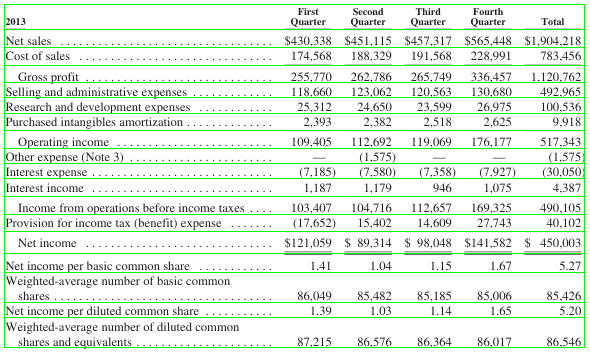 2013 First Quarter Second Quarter Third Quarter Fourth Quarter Total
Net sales $430,338 $451,115 $457,317 $565,448 $1,904,218
Cost of sales 174,568 188,329 191,568 228,991 783,456
Gross profit 255,770 262,786 265,749 336,457 1,120,762
Selling and administrative expenses 118,660 123,062 120,563 130,680 492,965
Research and development expenses 25,312 24,650 23,599 26,975 100,536
Purchased intangibles amortization 2,393 2,382 2,518 2,625 9,918
Operating income 109,405 112,692 119,069 176,177 517,343
Other expense (Note 3) — (1,575) — — (1,575)
Interest expense (7,185) (7,580) (7,358) (7,927) (30,050)
Interest income 1,187 1,179 946 1,075 4,387
Income from operations before income taxes 103,407 104,716 112,657 169,325 490,105
Provision for income tax (benefit) expense (17,652) 15,402 14,609 27,743 40,102
Net income $121,059 $ 89,314 $ 98,048 $141,582 $ 450,003
Net income per basic common share 1.41 1.04 1.15 1.67 5.27
Weighted-average number of basic common
shares 86,049 85,482 85,185 85,006 85,426
Net income per diluted common share 1.39 1.03 1.14 1.65 5.20
Weighted-average number of diluted common
shares and equivalents 87,215 86,576 86,364 86,017 86,546